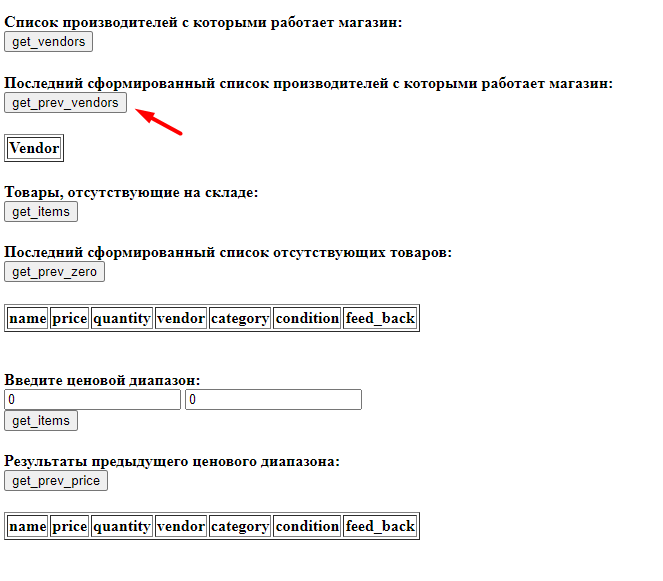 Список производителей с которыми работает магазин:
get_vendors
Последний сформированный список производителей с которыми работает магазин:
get_prev_vendors
Vendor
Товары, отсутствующие на складе:
get_items
Последний сформированный список отсутствующих товаров:
get_prev_zero
name price quantity vendor category condition feed_back
Введите ценовой диапазон:
0 0
get_items
Результаты предыдущего ценового диапазона:
get_prev_price
name price quantity vendor category condition feed_back